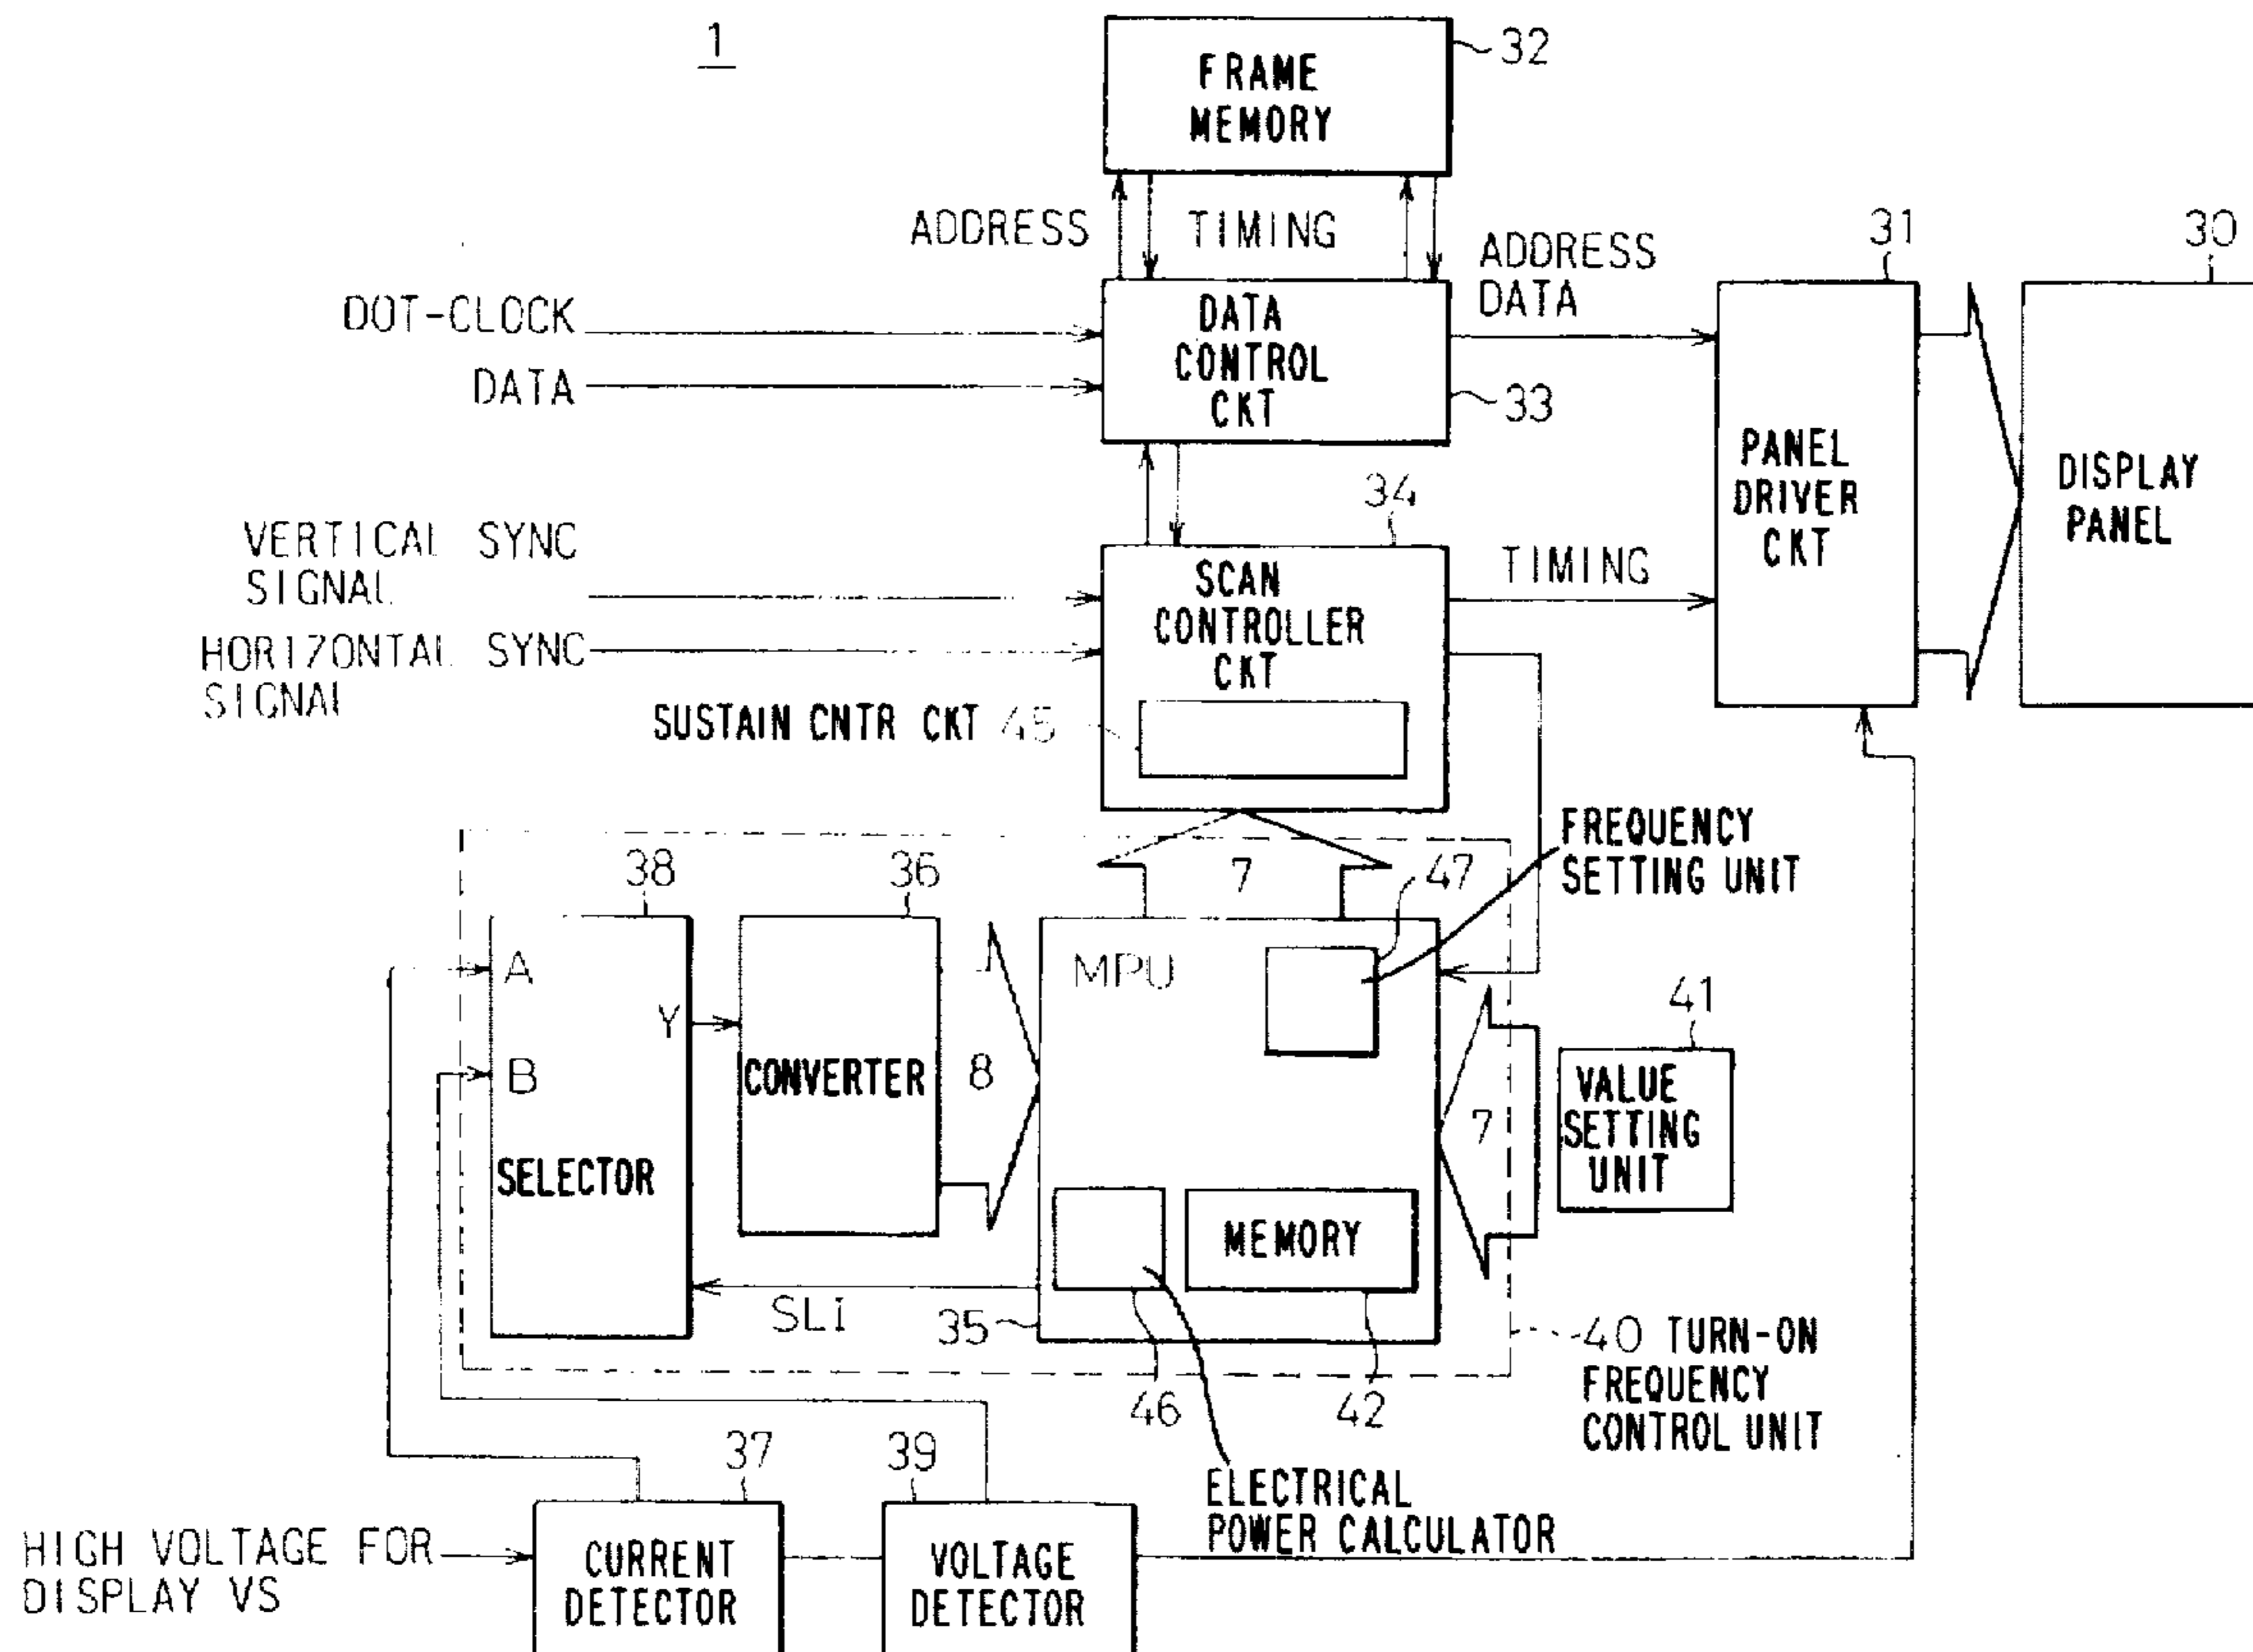 1
32
FRAME
MEMORY
ADDRESS
TIMING
ADDRESS
DATA
31
30
DOT-CLOCK
DATA
DATA
CONTROL
CKT
33
PANEL
DRIVER
CKT
DISPLAY
PANEL
34
VERTICAL SYNC
SIGNAL
HORIZONTAL SYNC
SIGNAL
SCAN
CONTROLLER
CKT
TIMING
SUSTAIN CNTR CKT 45
FREQUENCY
SETTING UNIT
38
36
7
47
A
B
Y
SELECTOR
CONVERTER
8
MPU
7
41
VALUE
SETTING
UNIT
MEMORY
SLI
35
46
42
40 TURN-ON
FREQUENCY
CONTROL UNIT
37
39
ELECTRICAL
POWER CALCULATOR
HIGH VOLTAGE FOR
DISPLAY VS
CURRENT
DETECTOR
VOLTAGE
DETECTOR